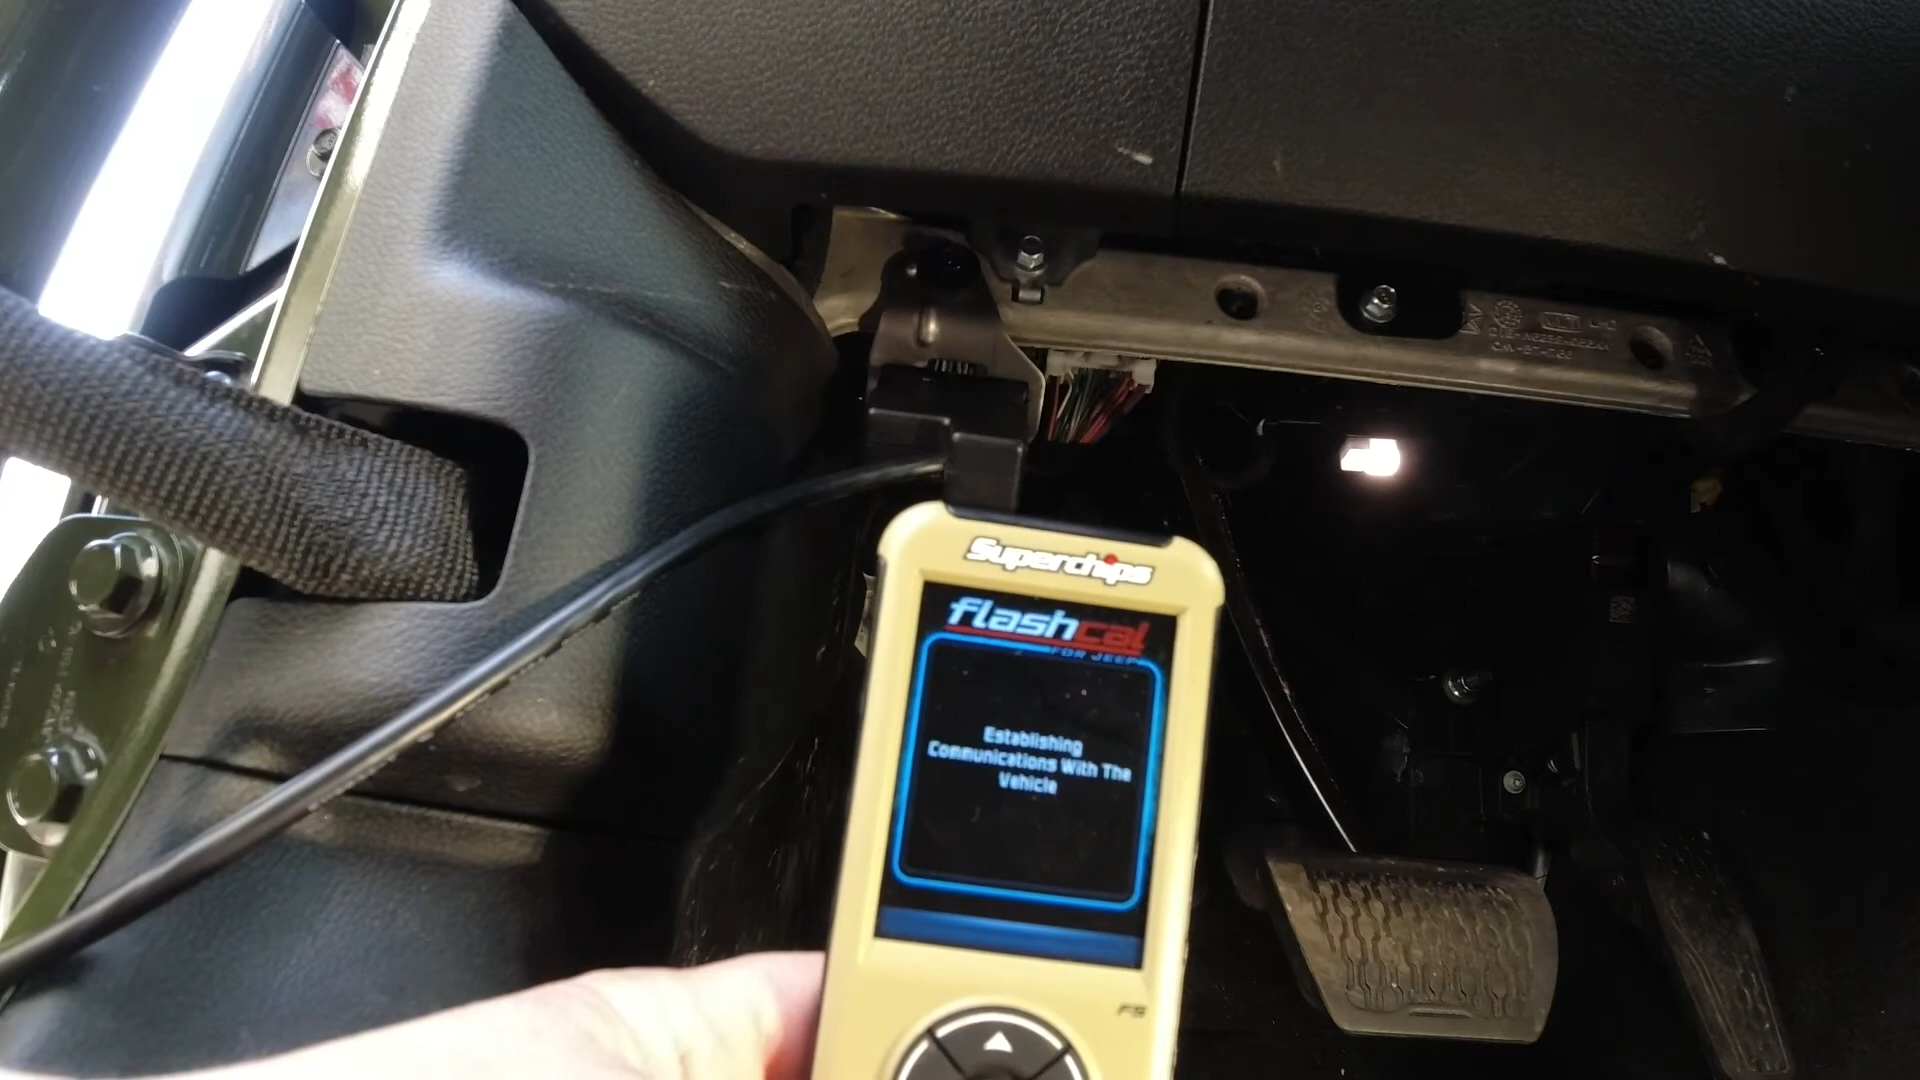 Superchips
flashcal
FOR JEEP
Establishing
Communications With The
Vehicle
F5